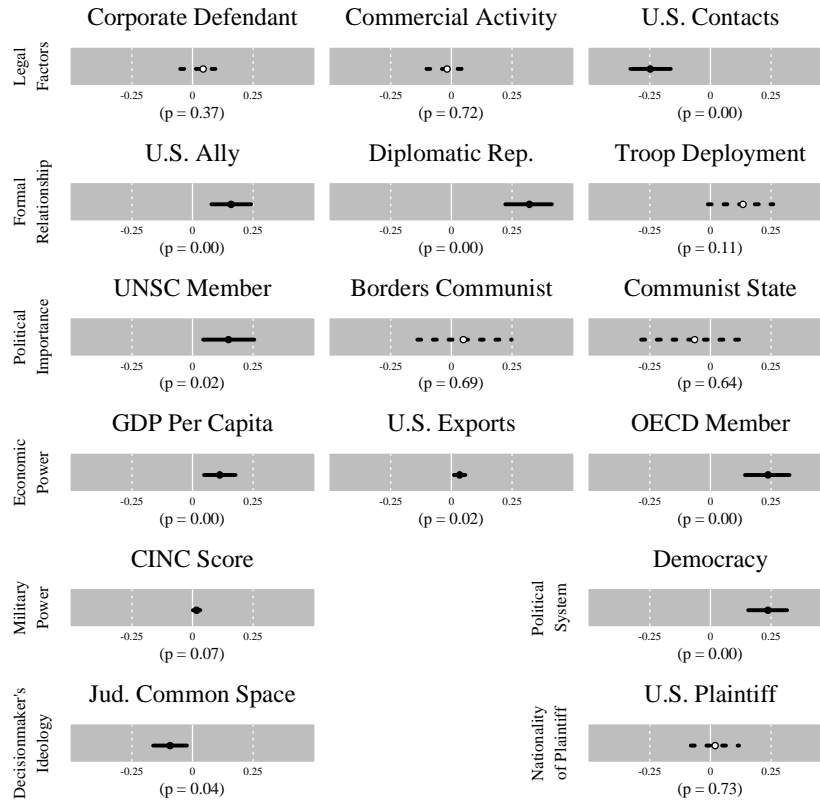 Corporate Defendant
Commercial Activity
U.S. Contacts
Legal
Factors
-0.25 0 0.25
-0.25 0 0.25
-0.25 0 0.25
(p = 0.37)
(p = 0.72)
(p = 0.00)
U.S. Ally
Diplomatic Rep.
Troop Deployment
Formal
Relationship
-0.25 0 0.25
-0.25 0 0.25
-0.25 0 0.25
(p = 0.00)
(p = 0.00)
(p = 0.11)
UNSC Member
Borders Communist
Communist State
Political
Importance
-0.25 0 0.25
-0.25 0 0.25
-0.25 0 0.25
(p = 0.02)
(p = 0.69)
(p = 0.64)
GDP Per Capita
U.S. Exports
OECD Member
Economic
Power
-0.25 0 0.25
-0.25 0 0.25
-0.25 0 0.25
(p = 0.00)
(p = 0.02)
(p = 0.00)
CINC Score
Democracy
Military
Power
Political
System
-0.25 0 0.25
-0.25 0 0.25
(p = 0.07)
(p = 0.00)
Jud. Common Space
U.S. Plaintiff
Decisionmaker's
Ideology
Nationality
of Plaintiff
-0.25 0 0.25
-0.25 0 0.25
(p = 0.04)
(p = 0.73)